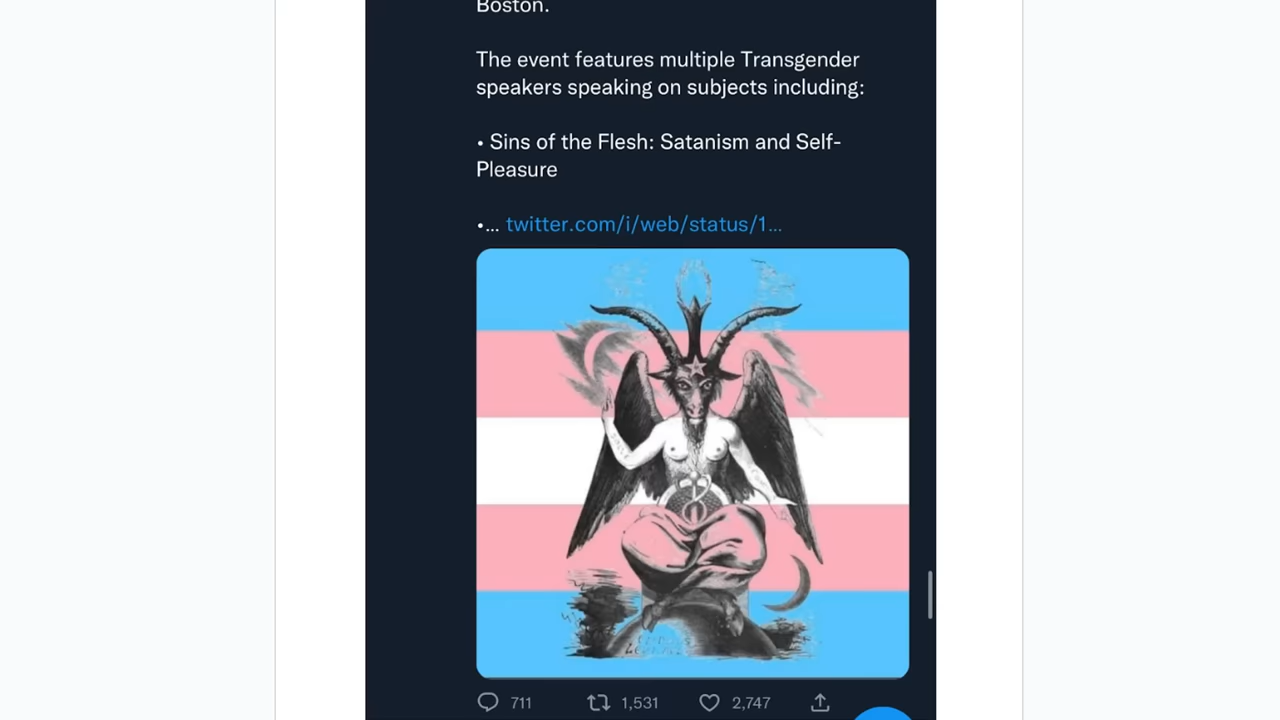 Boston.
The event features multiple Transgender
speakers speaking on subjects including:
• Sins of the Flesh: Satanism and Self-
Pleasure
•... twitter.com/i/web/status/1...
711 1,531 2,747